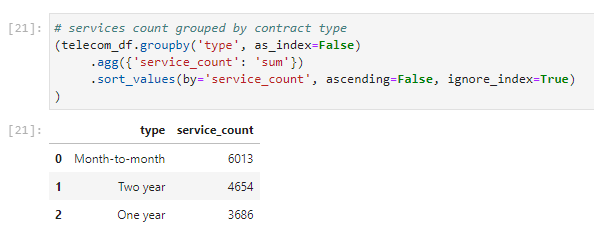 [21]: # services count grouped by contract type
(telecom_df.groupby('type', as_index=False)
.agg({'service_count': 'sum'})
.sort_values(by='service_count', ascending=False, ignore_index=True)
)
[21]:
type service_count
0 Month-to-month 6013
1 Two year 4654
2 One year 3686